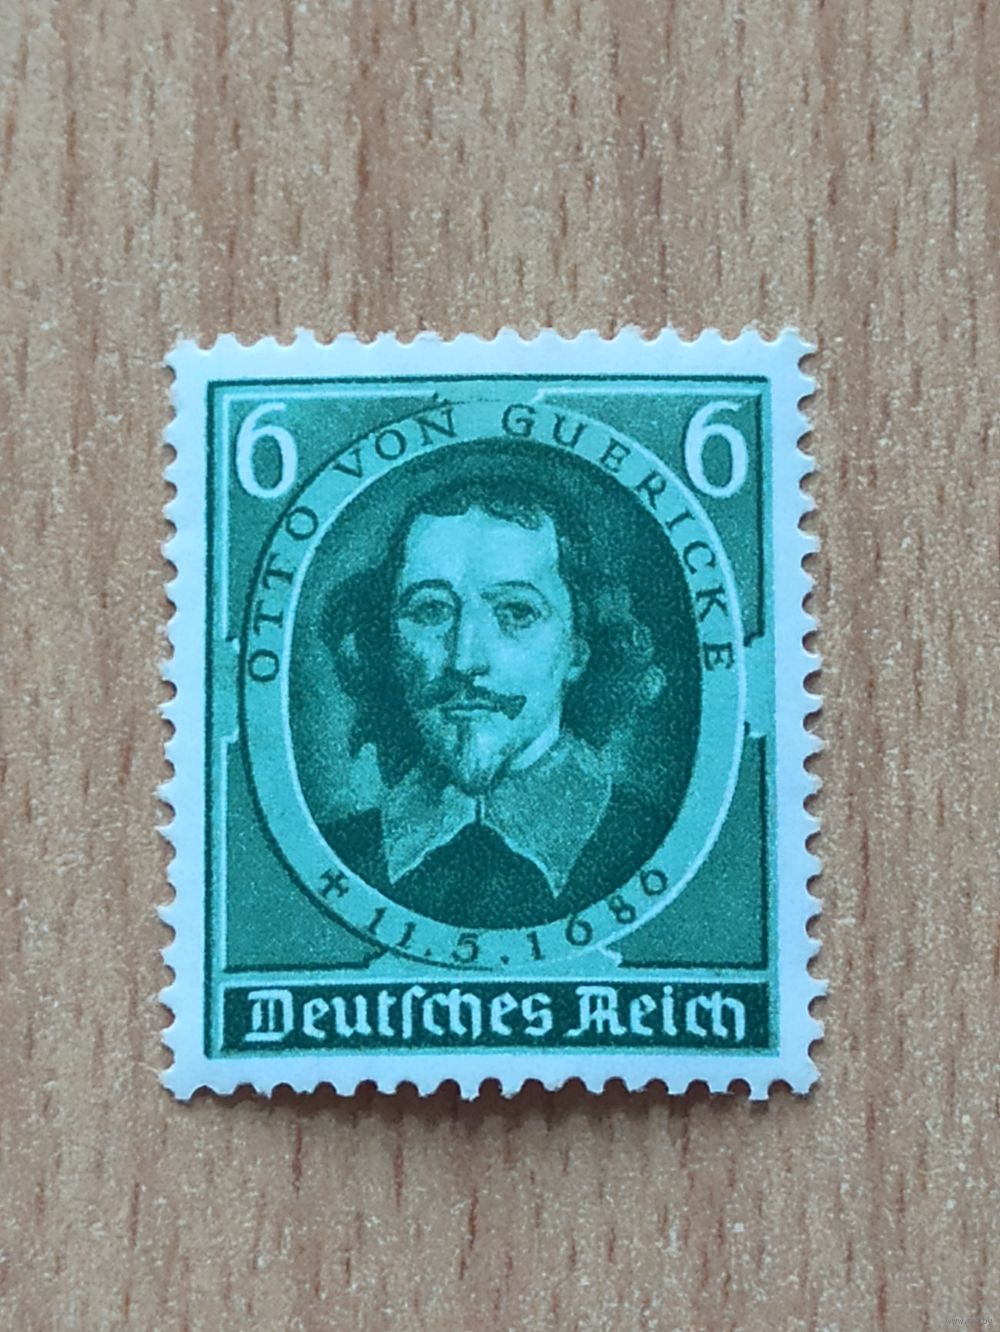 6 6
OTTO VON GUERICKE
✝ 11.5.1686
Deutſches Reich